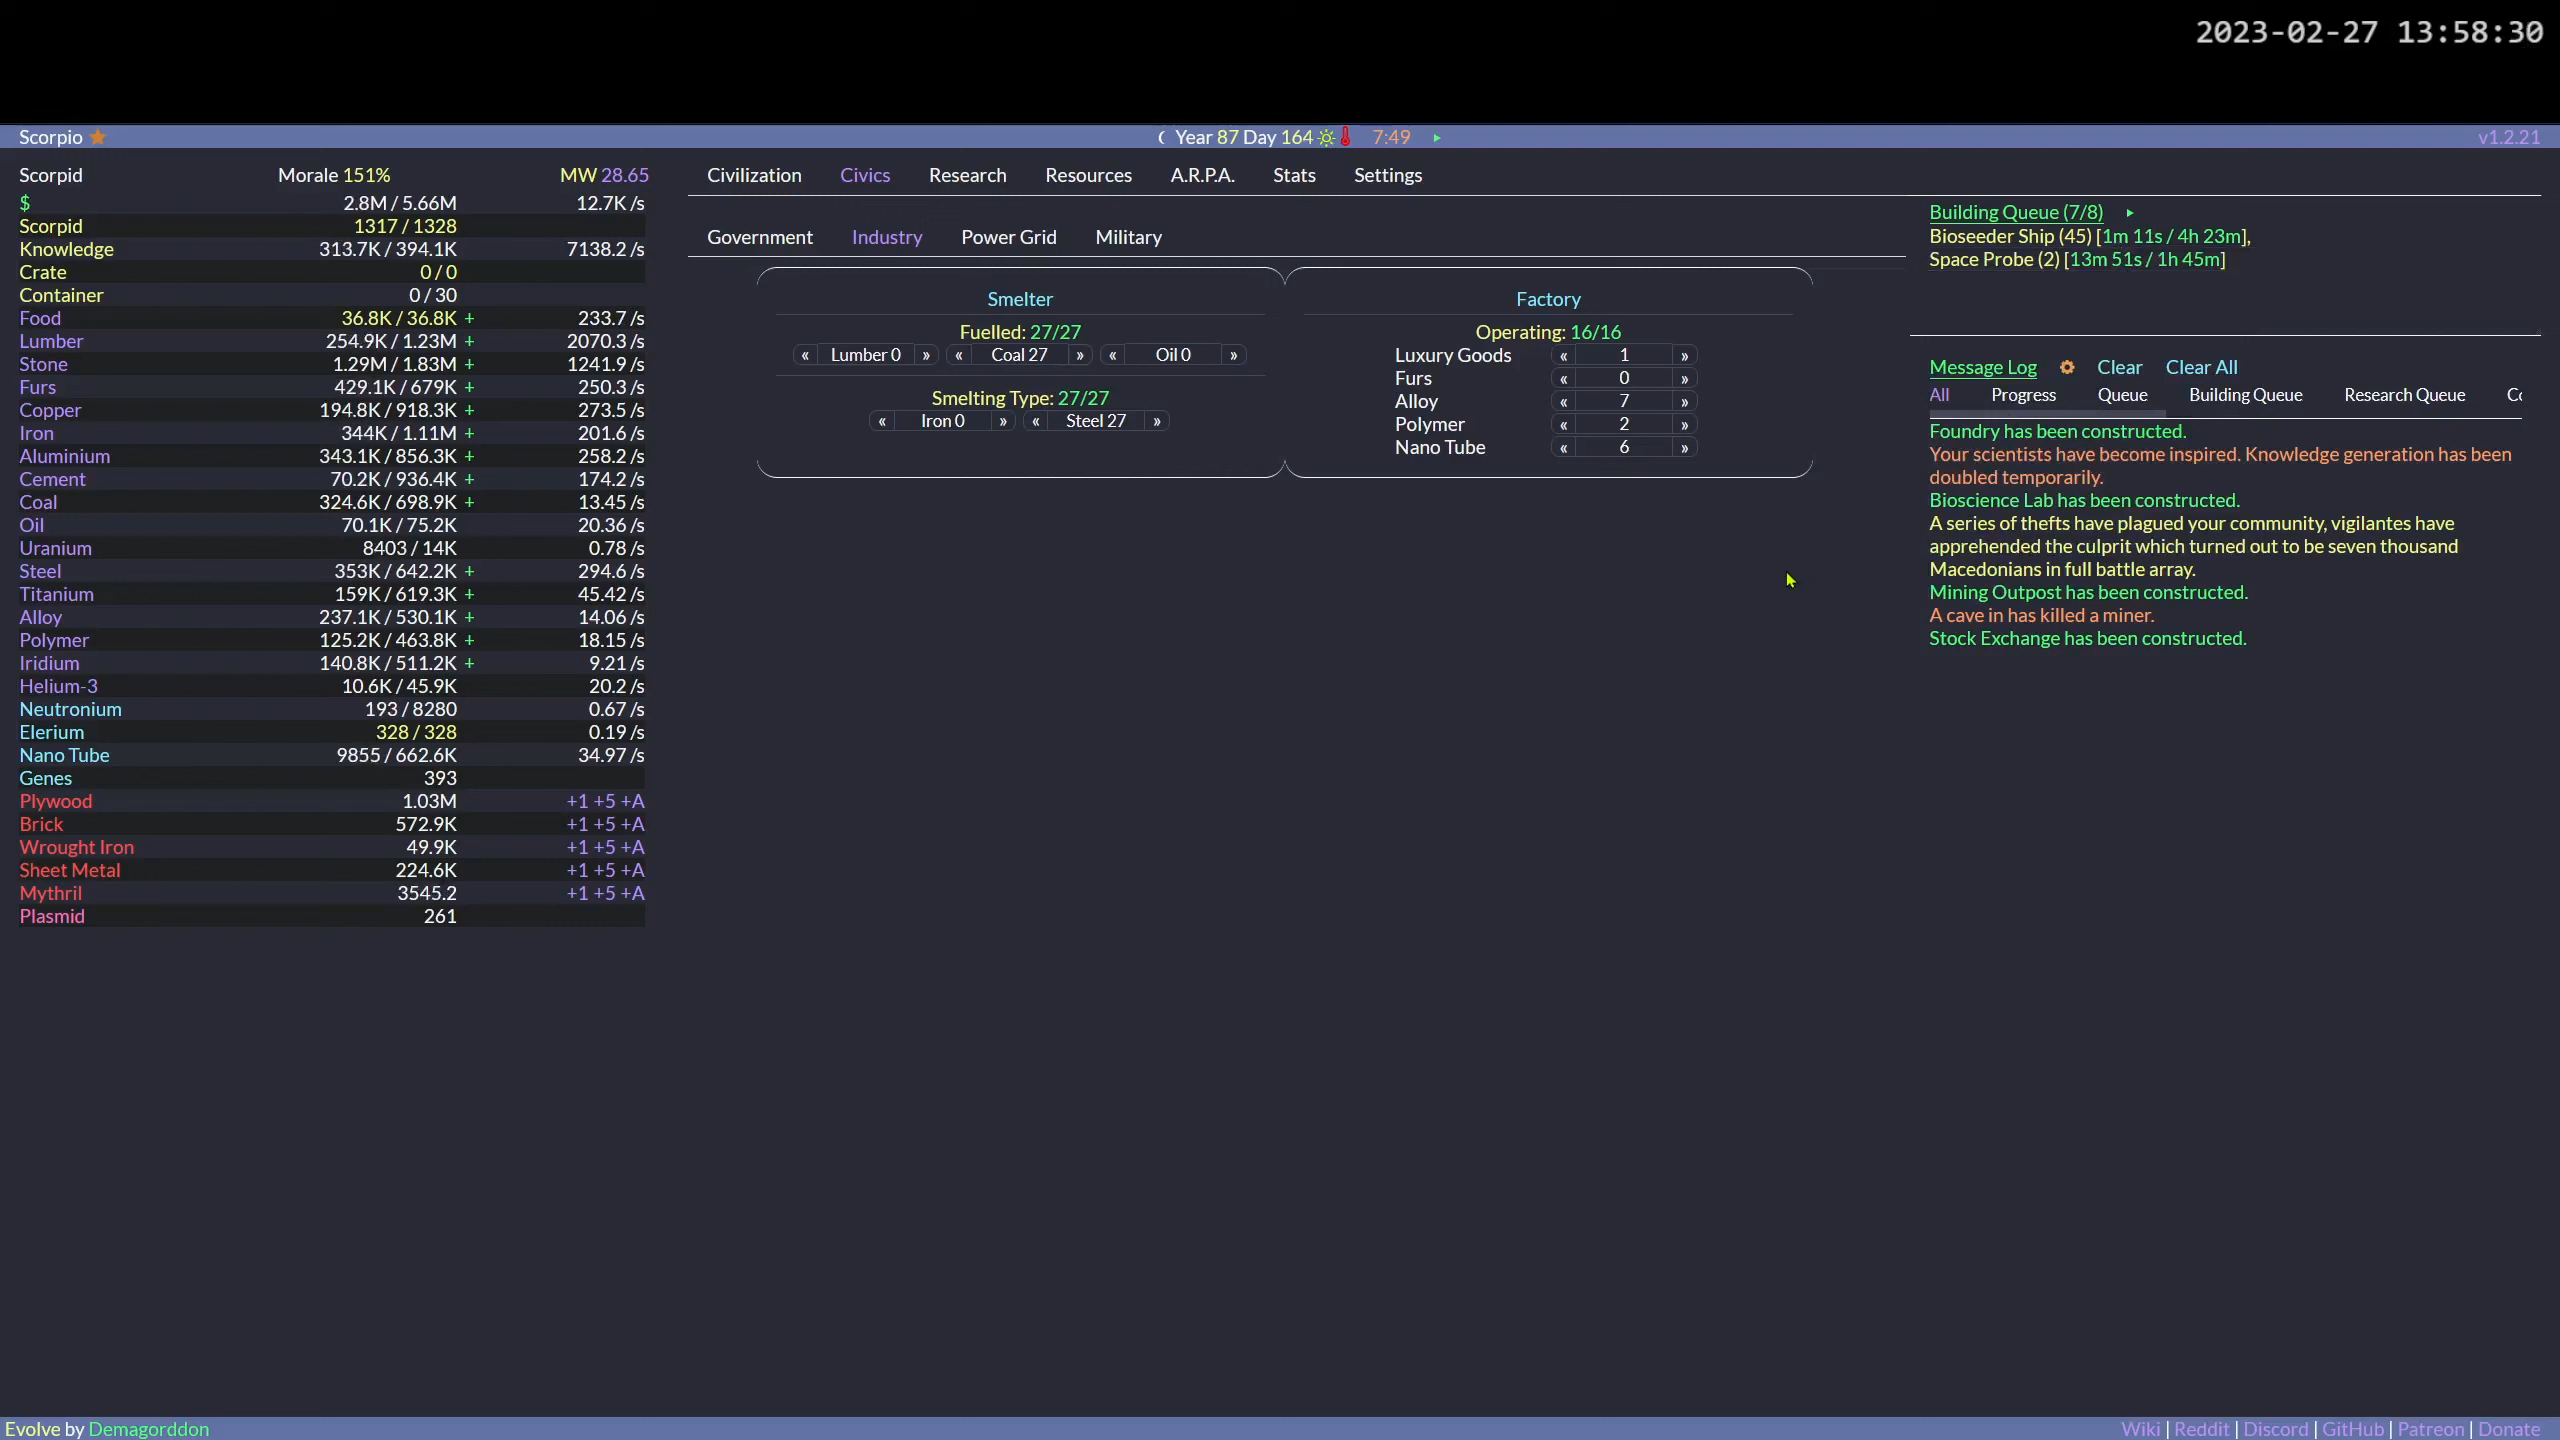 2023-02-27 13:58:30
Scorpio
Year 87 Day 164 7:49
v1.2.21
Scorpid Morale 151% MW 28.65
$ 2.8M / 5.66M 12.7K /s
Scorpid 1317 / 1328
Knowledge 313.7K / 394.1K 7138.2 /s
Crate 0 / 0
Container 0 / 30
Food 36.8K / 36.8K + 233.7 /s
Lumber 254.9K / 1.23M + 2070.3 /s
Stone 1.29M / 1.83M + 1241.9 /s
Furs 429.1K / 679K + 250.3 /s
Copper 194.8K / 918.3K + 273.5 /s
Iron 344K / 1.11M + 201.6 /s
Aluminium 343.1K / 856.3K + 258.2 /s
Cement 70.2K / 936.4K + 174.2 /s
Coal 324.6K / 698.9K + 13.45 /s
Oil 70.1K / 75.2K 20.36 /s
Uranium 8403 / 14K 0.78 /s
Steel 353K / 642.2K + 294.6 /s
Titanium 159K / 619.3K + 45.42 /s
Alloy 237.1K / 530.1K + 14.06 /s
Polymer 125.2K / 463.8K + 18.15 /s
Iridium 140.8K / 511.2K + 9.21 /s
Helium-3 10.6K / 45.9K 20.2 /s
Neutronium 193 / 8280 0.67 /s
Elerium 328 / 328 0.19 /s
Nano Tube 9855 / 662.6K 34.97 /s
Genes 393
Plywood 1.03M +1 +5 +A
Brick 572.9K +1 +5 +A
Wrought Iron 49.9K +1 +5 +A
Sheet Metal 224.6K +1 +5 +A
Mythril 3545.2 +1 +5 +A
Plasmid 261
Civilization Civics Research Resources A.R.P.A. Stats Settings
Government Industry Power Grid Military
Smelter
Fuelled: 27/27
« Lumber 0 » « Coal 27 » « Oil 0 »
Smelting Type: 27/27
« Iron 0 » « Steel 27 »
Factory
Operating: 16/16
Luxury Goods « 1 »
Furs « 0 »
Alloy « 7 »
Polymer « 2 »
Nano Tube « 6 »
Building Queue (7/8)
Bioseeder Ship (45) [1m 11s / 4h 23m],
Space Probe (2) [13m 51s / 1h 45m]
Message Log Clear Clear All
All Progress Queue Building Queue Research Queue
Foundry has been constructed.
Your scientists have become inspired. Knowledge generation has been
doubled temporarily.
Bioscience Lab has been constructed.
A series of thefts have plagued your community, vigilantes have
apprehended the culprit which turned out to be seven thousand
Macedonians in full battle array.
Mining Outpost has been constructed.
A cave in has killed a miner.
Stock Exchange has been constructed.
Evolve by Demagorddon
Wiki | Reddit | Discord | GitHub | Patreon | Donate